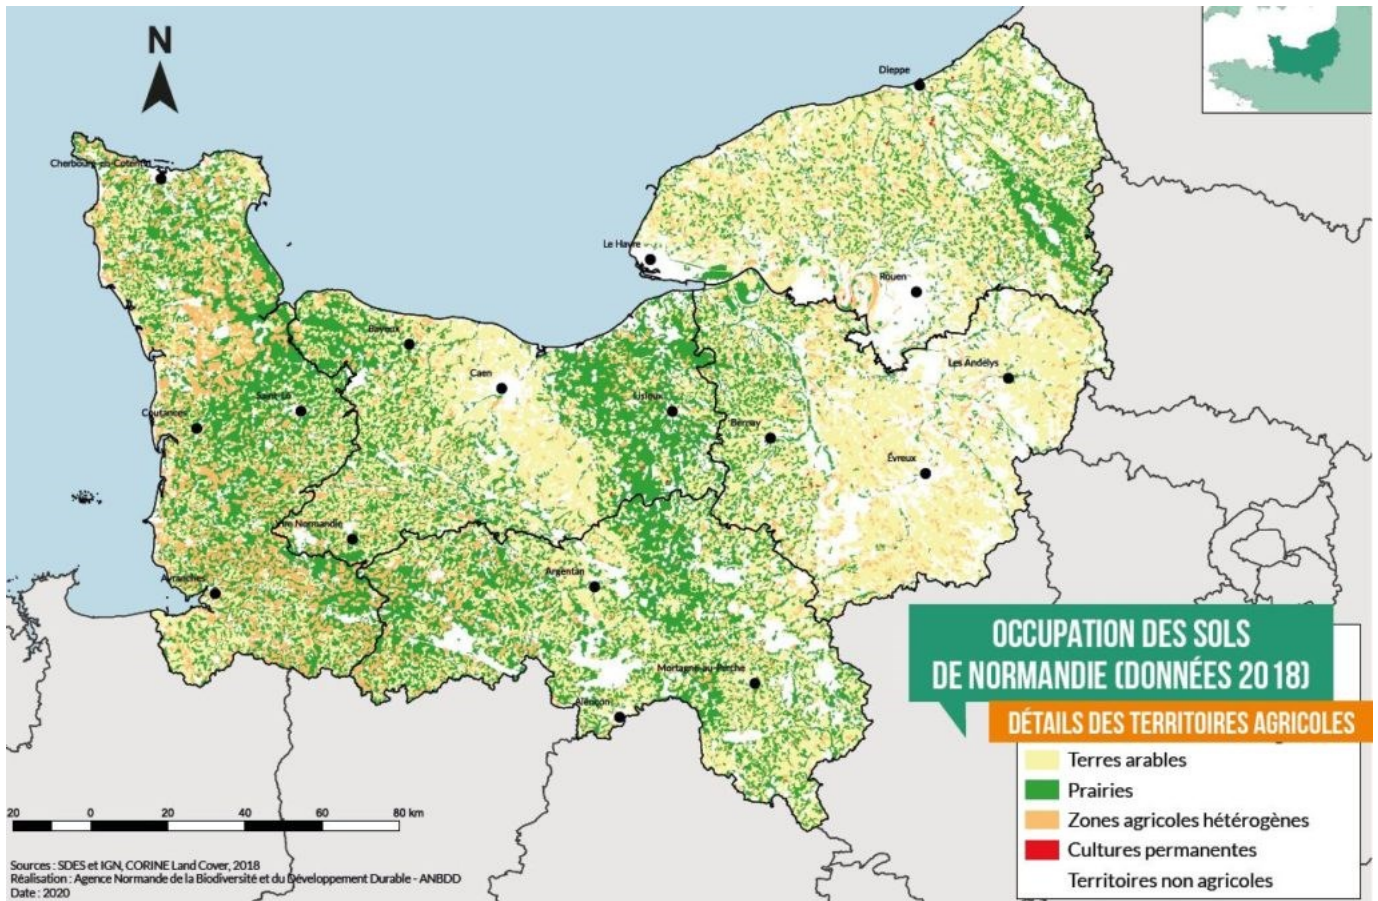 N
Dieppe
Cherbourg-en-Cotentin
Le Havre
Rouen
Bayeux
Caen
Les Andelys
Lisieux
Saint-Lô
Coutances
Bernay
Évreux
Vire Normandie
Argentan
Avranches
Mortagne-au-Perche
Alençon
OCCUPATION DES SOLS
DE NORMANDIE (DONNÉES 2018)
DÉTAILS DES TERRITOIRES AGRICOLES
Terres arables
Prairies
Zones agricoles hétérogènes
Cultures permanentes
Territoires non agricoles
20 0 20 40 60 80 km
Sources : SDES et IGN, CORINE Land Cover, 2018
Réalisation : Agence Normande de la Biodiversité et du Développement Durable - ANBDD
Date : 2020